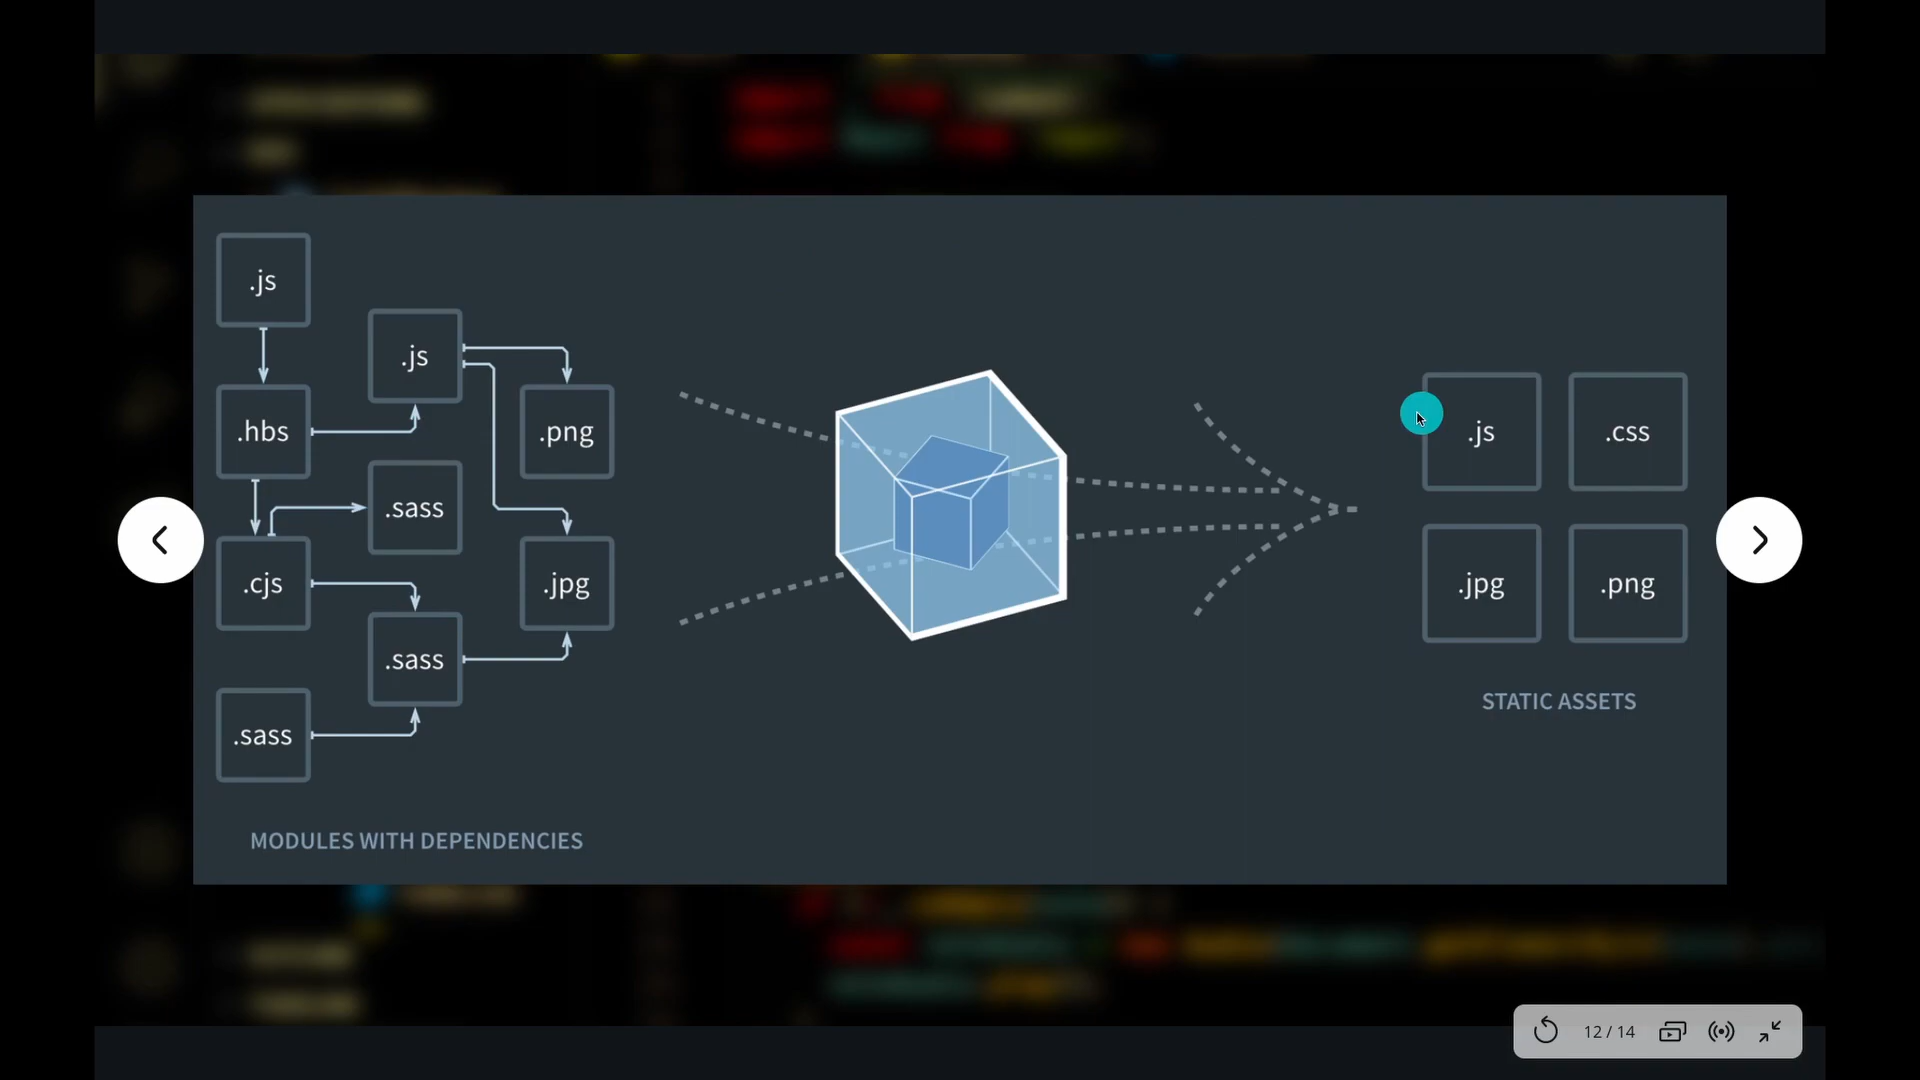 .js
.js
.hbs
.png
.sass
.cjs
.jpg
.sass
.sass
MODULES WITH DEPENDENCIES
.js
.css
.jpg
.png
STATIC ASSETS
12 / 14